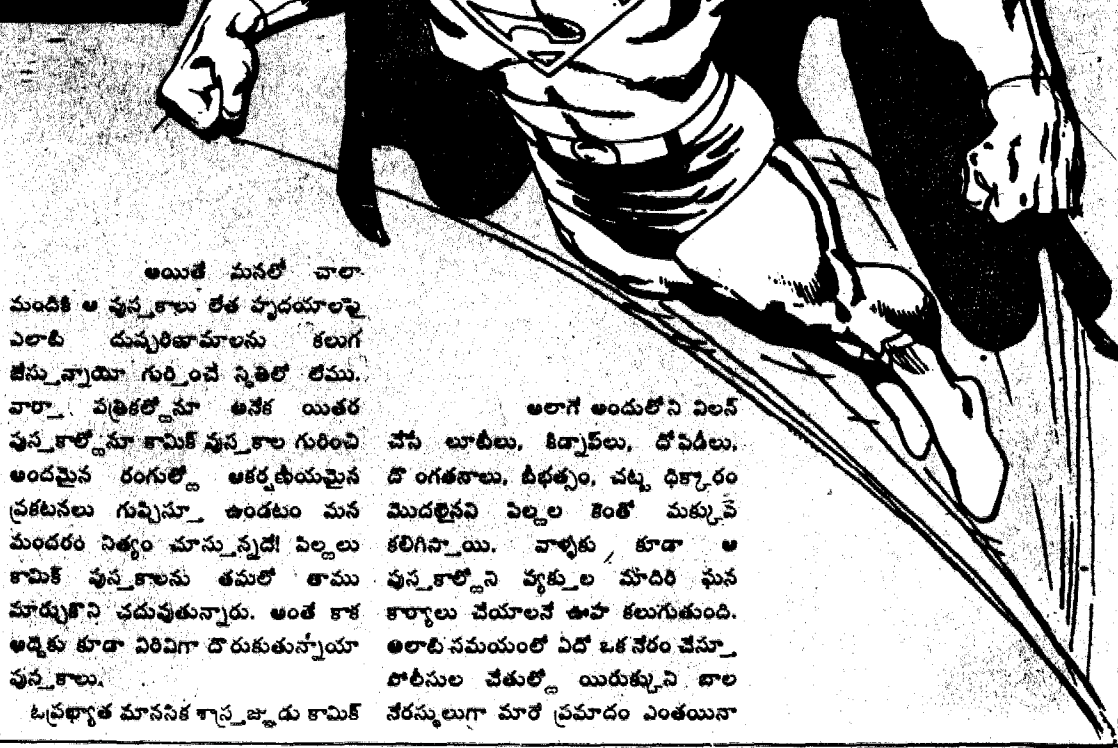 అయితే మనలో చాలా
మందికి ఆ పుస్తకాలు లేత హృదయాలపై
ఎలాటి దుష్పరిణామాలను కలుగ
జేస్తున్నాయో గుర్తించే స్థితిలో లేము.
వార్తా పత్రికల్లోనూ అనేక యితర
పుస్తకాల్లోనూ కామిక్ పుస్తకాల గురించి
అందమైన రంగుల్లో ఆకర్షణీయమైన
ప్రకటనలు గుప్పిస్తూ ఉండటం మన
మందరం నిత్యం చూస్తున్నదే! పిల్లలు
కామిక్ పుస్తకాలను తమలో తాము
మార్చుకొని చదువుతున్నారు. అంతే కాక
అద్దెకు కూడా విరివిగా దొరుకుతున్నాయా
పుస్తకాలు.
ఓప్రఖ్యాత మానసిక శాస్త్రజ్ఞుడు కామిక్
అలాగే అందులోని విలన్
చేసే లూటీలు, కిడ్నాప్‌లు, దోపిడీలు,
దొంగతనాలు, బీభత్సం, చట్ట ధిక్కారం
మొదలైనవి పిల్లల కెంతో మక్కువ
కలిగిస్తాయి. వాళ్ళకు కూడా ఆ
పుస్తకాల్లోని వ్యక్తుల మాదిరి ఘన
కార్యాలు చేయాలనే ఊహ కలుగుతుంది.
అలాటి సమయంలో ఏదో ఒక నేరం చేస్తూ
పోలీసుల చేతుల్లో యిరుక్కుని బాల
నేరస్థులుగా మారే ప్రమాదం ఎంతయినా